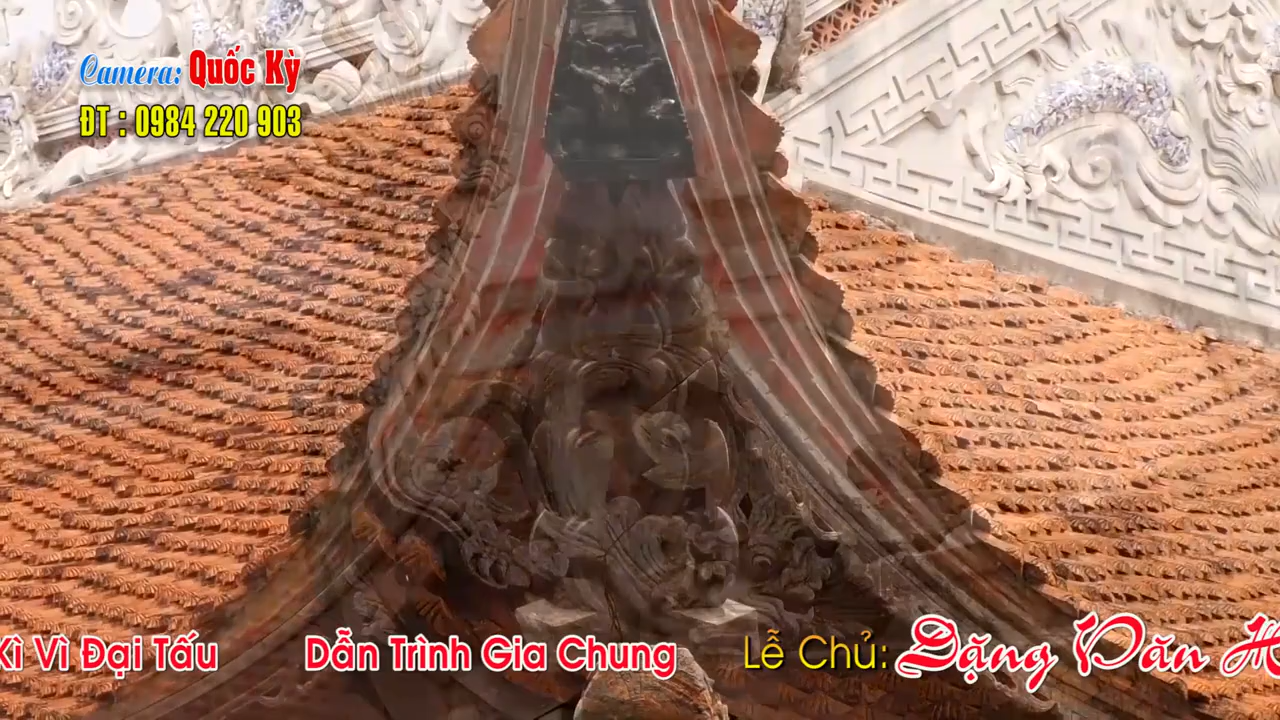 Camera: Quốc Kỳ
ĐT : 0984 220 903
Kì Vì Đại Tấu Dẫn Trình Gia Chung Lễ Chủ: Đặng Văn H